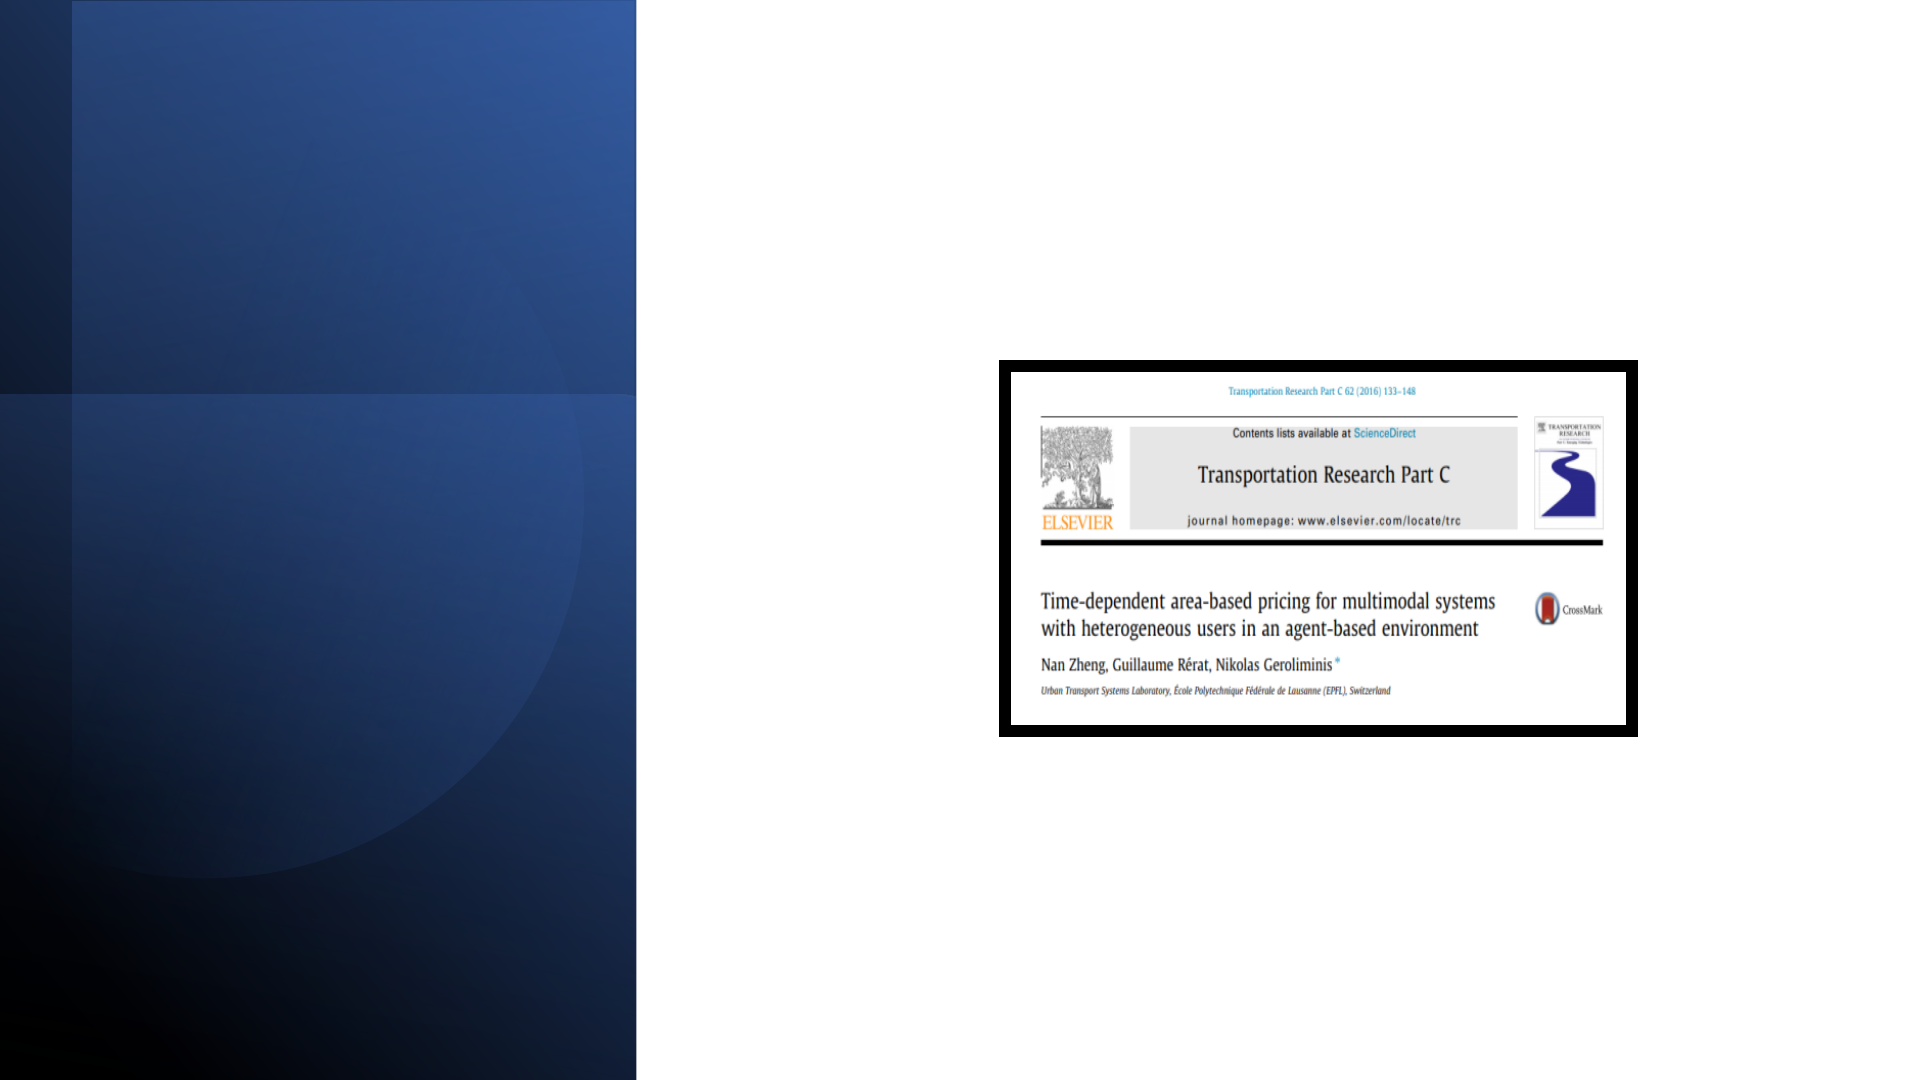 Transportation Research Part C 62 (2016) 133–148
Contents lists available at ScienceDirect
Transportation Research Part C
journal homepage: www.elsevier.com/locate/trc
ELSEVIER
TRANSPORTATION
RESEARCH
Time-dependent area-based pricing for multimodal systems
with heterogeneous users in an agent-based environment
CrossMark
Nan Zheng, Guillaume Rérat, Nikolas Geroliminis *
Urban Transport Systems Laboratory, École Polytechnique Fédérale de Lausanne (EPFL), Switzerland